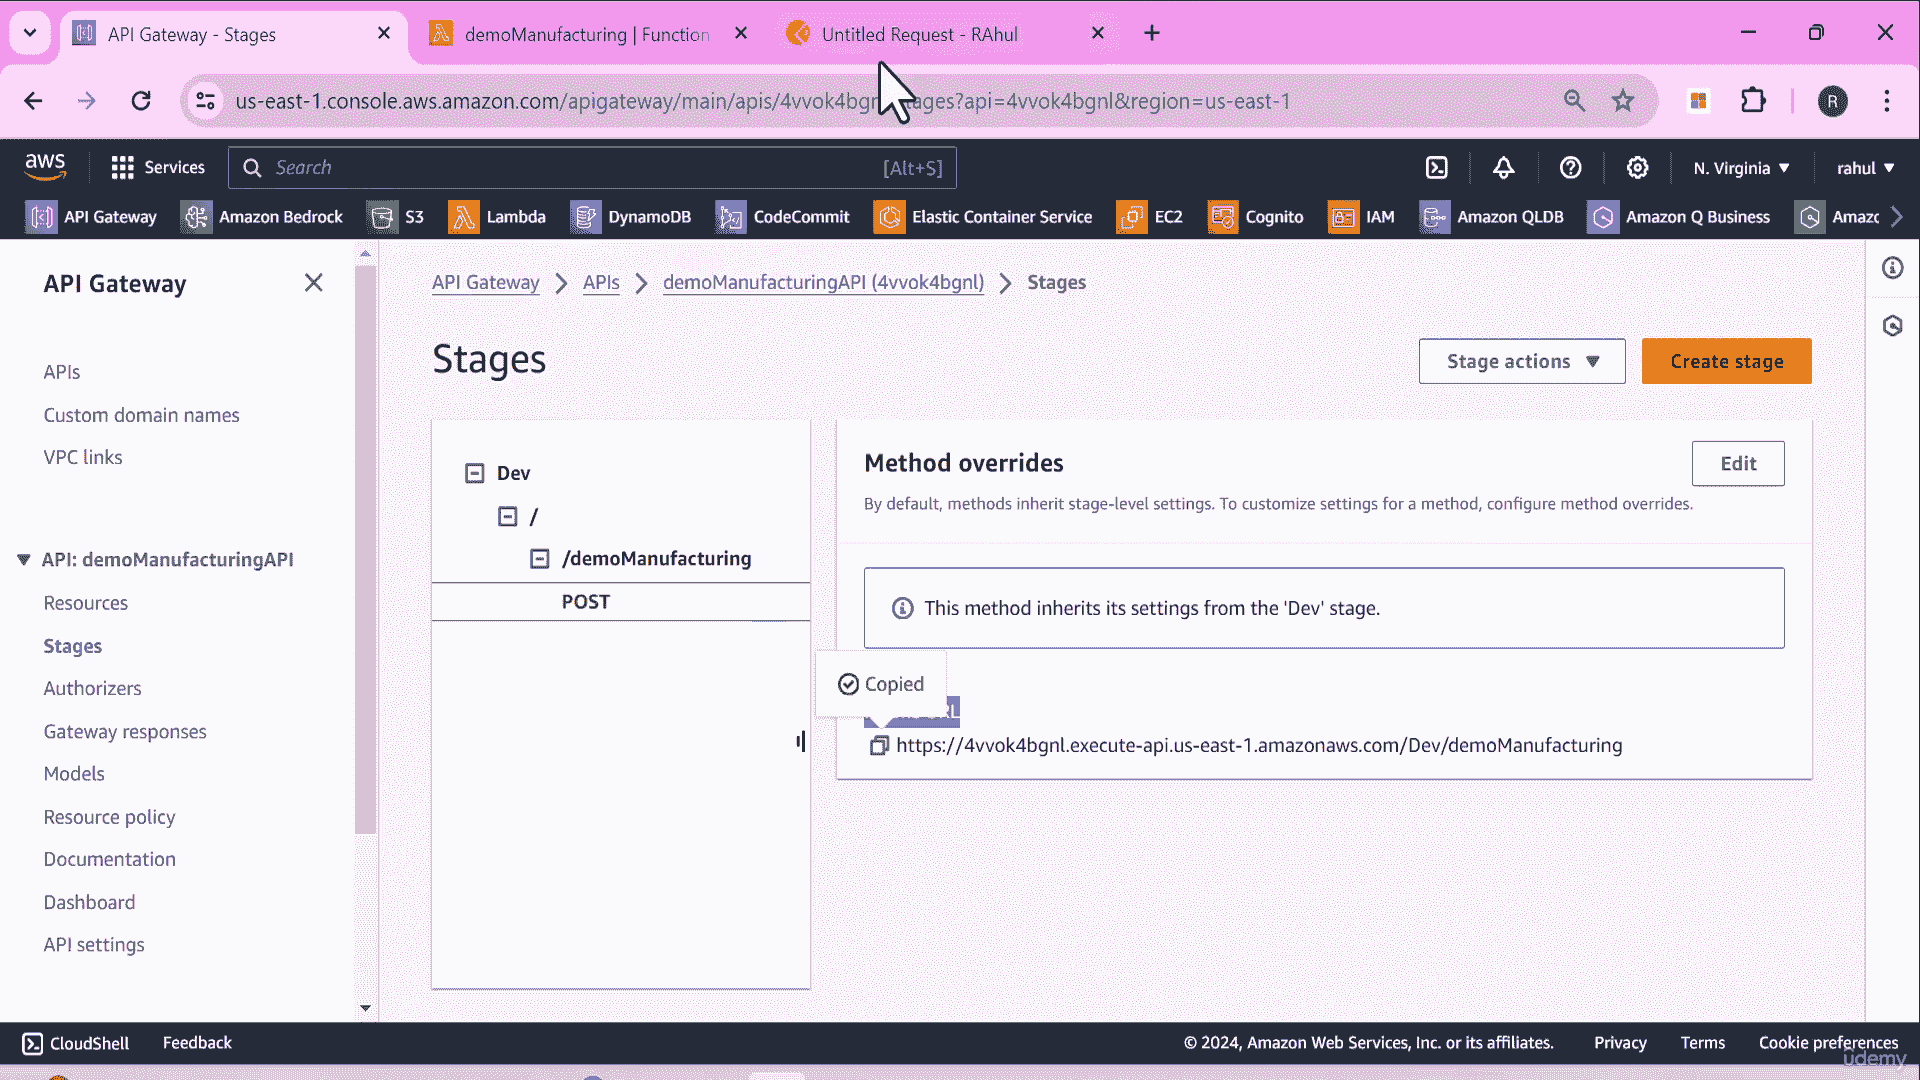 API Gateway - Stages
demoManufacturing | Function
Untitled Request - RAhul
us-east-1.console.aws.amazon.com/apigateway/main/apis/4vvok4bgn ages?api=4vvok4bgnl&region=us-east-1
R
aws
Services
Search
[Alt+S]
N. Virginia
rahul
API Gateway
Amazon Bedrock
S3
Lambda
DynamoDB
CodeCommit
Elastic Container Service
EC2
Cognito
IAM
Amazon QLDB
Amazon Q Business
Amazc
API Gateway
APIs
Custom domain names
VPC links
API: demoManufacturingAPI
Resources
Stages
Authorizers
Gateway responses
Models
Resource policy
Documentation
Dashboard
API settings
API Gateway
APIs
demoManufacturingAPI (4vvok4bgnl)
Stages
Stages
Stage actions
Create stage
Dev
/
/demoManufacturing
POST
Method overrides
Edit
By default, methods inherit stage-level settings. To customize settings for a method, configure method overrides.
This method inherits its settings from the 'Dev' stage.
Copied
https://4vvok4bgnl.execute-api.us-east-1.amazonaws.com/Dev/demoManufacturing
CloudShell
Feedback
© 2024, Amazon Web Services, Inc. or its affiliates.
Privacy
Terms
Cookie preferences
ûdemy